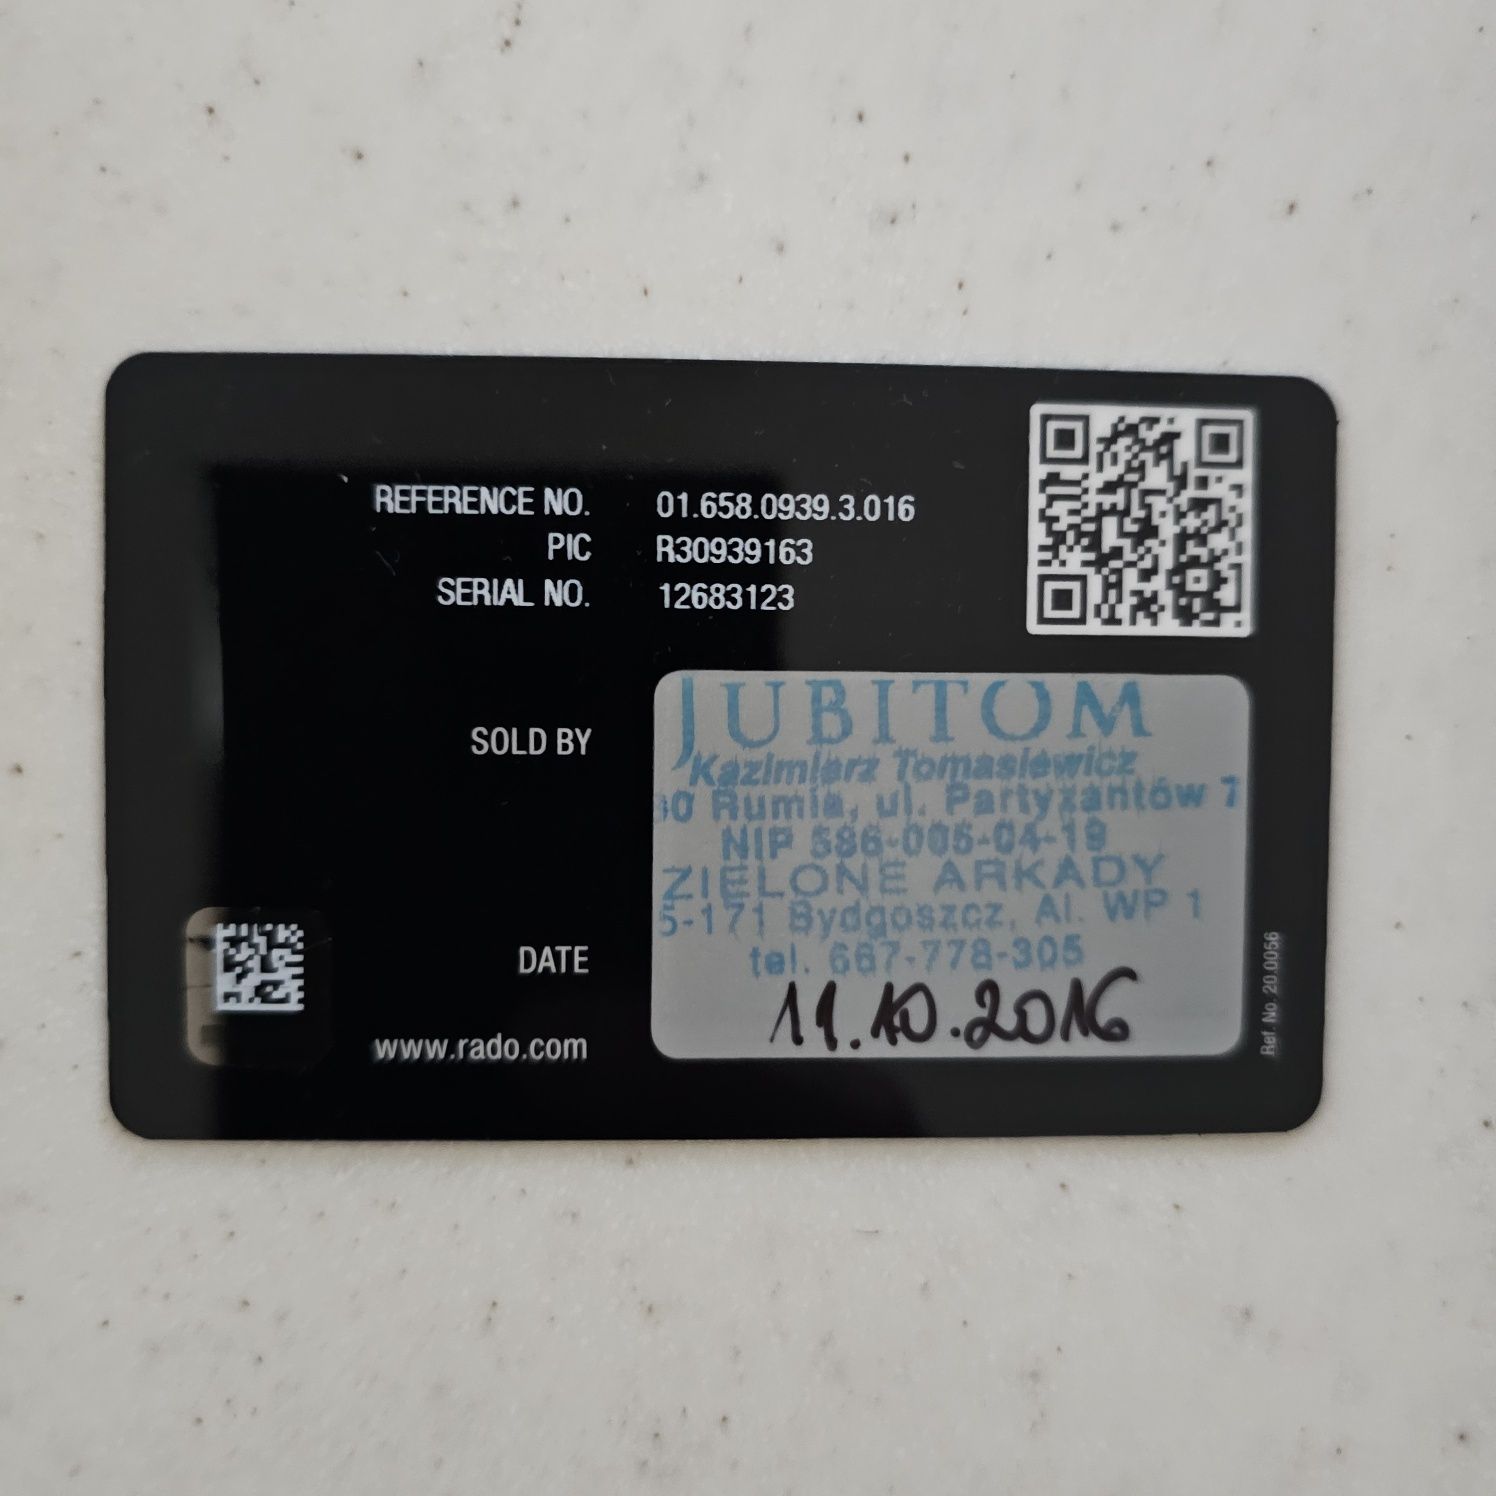 REFERENCE NO. 01.658.0939.3.016
PIC R30939163
SERIAL NO. 12683123
SOLD BY
JUBITOM
Kazimierz Tomasiewicz
Rumia, ul. Partyzantów 7
NIP 586-005-04-19
ZIELONE ARKADY
5-171 Bydgoszcz, Al. WP 1
tel. 667-778-305
DATE 11.10.2016
www.rado.com
Ref. No. 20.0056